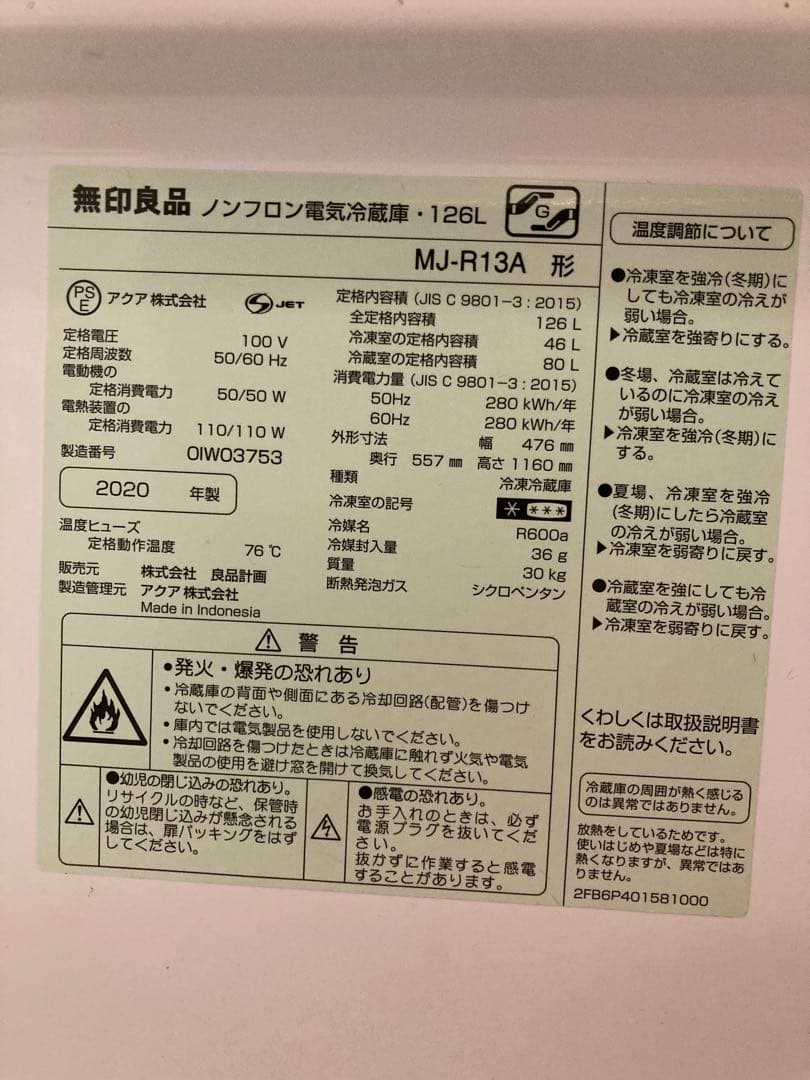 無印良品 ノンフロン電気冷蔵庫・126L G
MJ-R13A 形
PSE アクア株式会社 JET
定格電圧 100 V
定格周波数 50/60 Hz
電動機の
定格消費電力 50/50 W
電熱装置の
定格消費電力 110/110 W
製造番号 0IW03753
2020 年製
温度ヒューズ
定格動作温度 76℃
販売元 株式会社 良品計画
製造管理元 アクア株式会社
Made in Indonesia
定格内容積 (JIS C 9801-3:2015)
全定格内容積 126 L
冷凍室の定格内容積 46 L
冷蔵室の定格内容積 80 L
消費電力量 (JIS C 9801-3:2015)
50Hz 280 kWh/年
60Hz 280 kWh/年
外形寸法 幅 476 mm
奥行 557 mm 高さ 1160 mm
種類 冷凍冷蔵庫
冷凍室の記号 * ***
冷媒名 R600a
冷媒封入量 36 g
質量 30 kg
断熱発泡ガス シクロペンタン
⚠ 警告
●発火・爆発の恐れあり
・冷蔵庫の背面や側面にある冷却回路(配管)を傷つけ
ないでください。
・庫内では電気製品を使用しないでください。
・冷却回路を傷つけたときは冷蔵庫に触れず火気や電気
製品の使用を避け窓を開けて換気してください。
●幼児の閉じ込みの恐れあり。
リサイクルの時など、保管時
の幼児閉じ込みが懸念される
場合は、扉パッキングをはず
してください。
●感電の恐れあり。
お手入れのときは、必ず
電源プラグを抜いてくだ
さい。
抜かずに作業すると感電
することがあります。
温度調節について
●冷凍室を強冷(冬期)に
しても冷凍室の冷えが
弱い場合。
▶冷蔵室を強寄りにする。
●冬場、冷蔵室は冷えて
いるのに冷凍室の冷え
が弱い場合。
▶冷凍室を強冷(冬期)に
する。
●夏場、冷凍室を強冷
(冬期)にしたら冷蔵室
の冷えが弱い場合。
▶冷凍室を弱寄りに戻す。
●冷蔵室を強にしても冷
蔵室の冷えが弱い場合。
▶冷凍室を弱寄りに戻す。
くわしくは取扱説明書
をお読みください。
冷蔵庫の周囲が熱く感じる
のは異常ではありません。
放熱をしているためです。
使いはじめや夏場などは特に
熱くなりますが、異常ではあ
りません。
2FB6P401581000